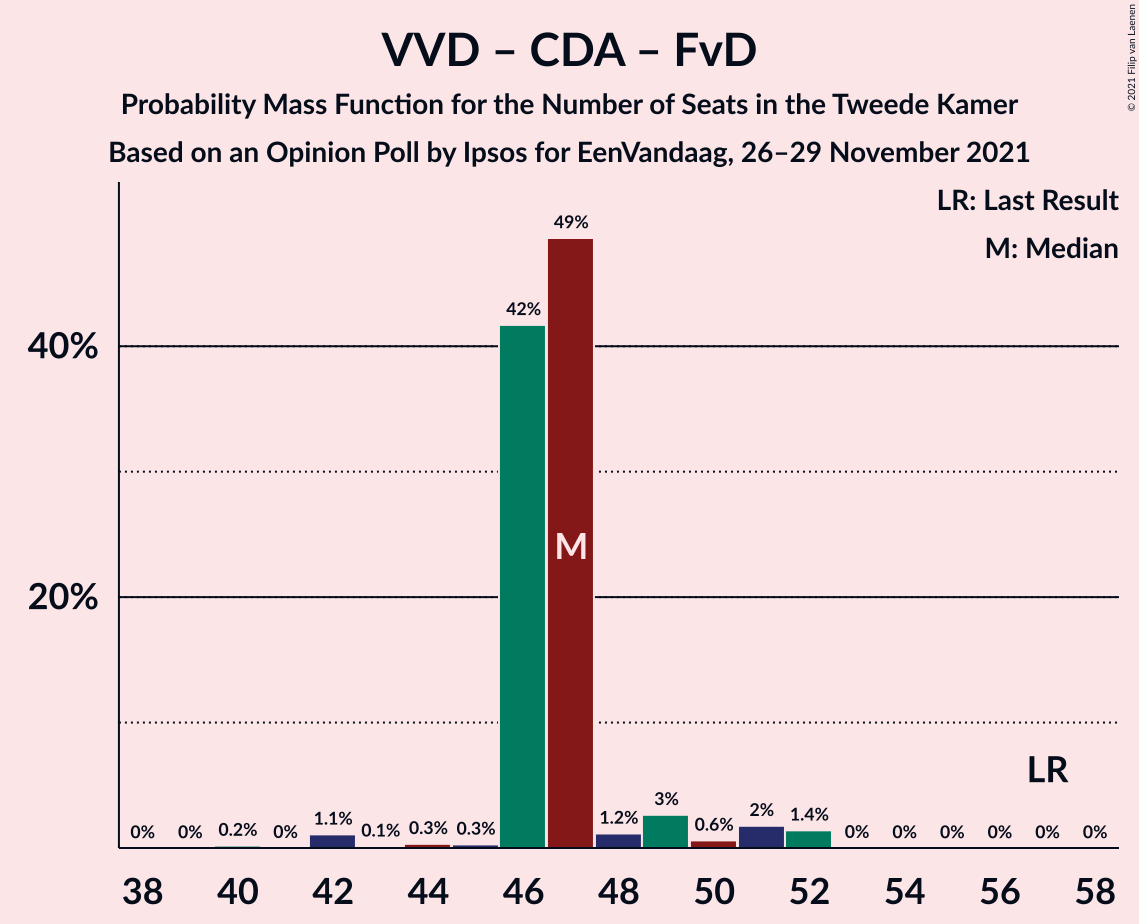 VVD – CDA – FvD
Probability Mass Function for the Number of Seats in the Tweede Kamer
Based on an Opinion Poll by Ipsos for EenVandaag, 26–29 November 2021
© 2021 Filip van Laenen
LR: Last Result
M: Median
49%
42%
40%
M
20%
LR
0% 0% 0.2% 0% 1.1% 0.1% 0.3% 0.3% 1.2% 3% 0.6% 2% 1.4% 0% 0% 0% 0% 0% 0%
38 40 42 44 46 48 50 52 54 56 58